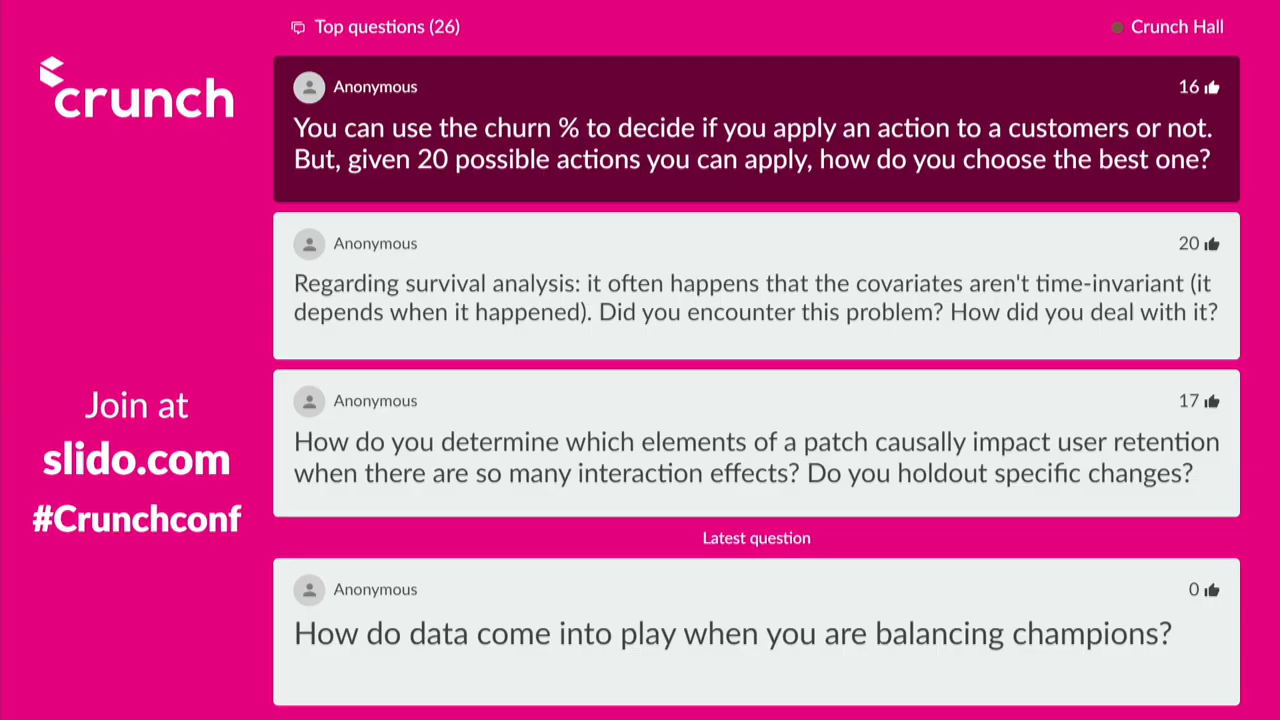 Top questions (26)
Crunch Hall
crunch
Anonymous
16
You can use the churn % to decide if you apply an action to a customers or not.
But, given 20 possible actions you can apply, how do you choose the best one?
Anonymous
20
Regarding survival analysis: it often happens that the covariates aren't time-invariant (it
depends when it happened). Did you encounter this problem? How did you deal with it?
Anonymous
17
How do you determine which elements of a patch causally impact user retention
when there are so many interaction effects? Do you holdout specific changes?
Join at
slido.com
#Crunchconf
Latest question
Anonymous
0
How do data come into play when you are balancing champions?